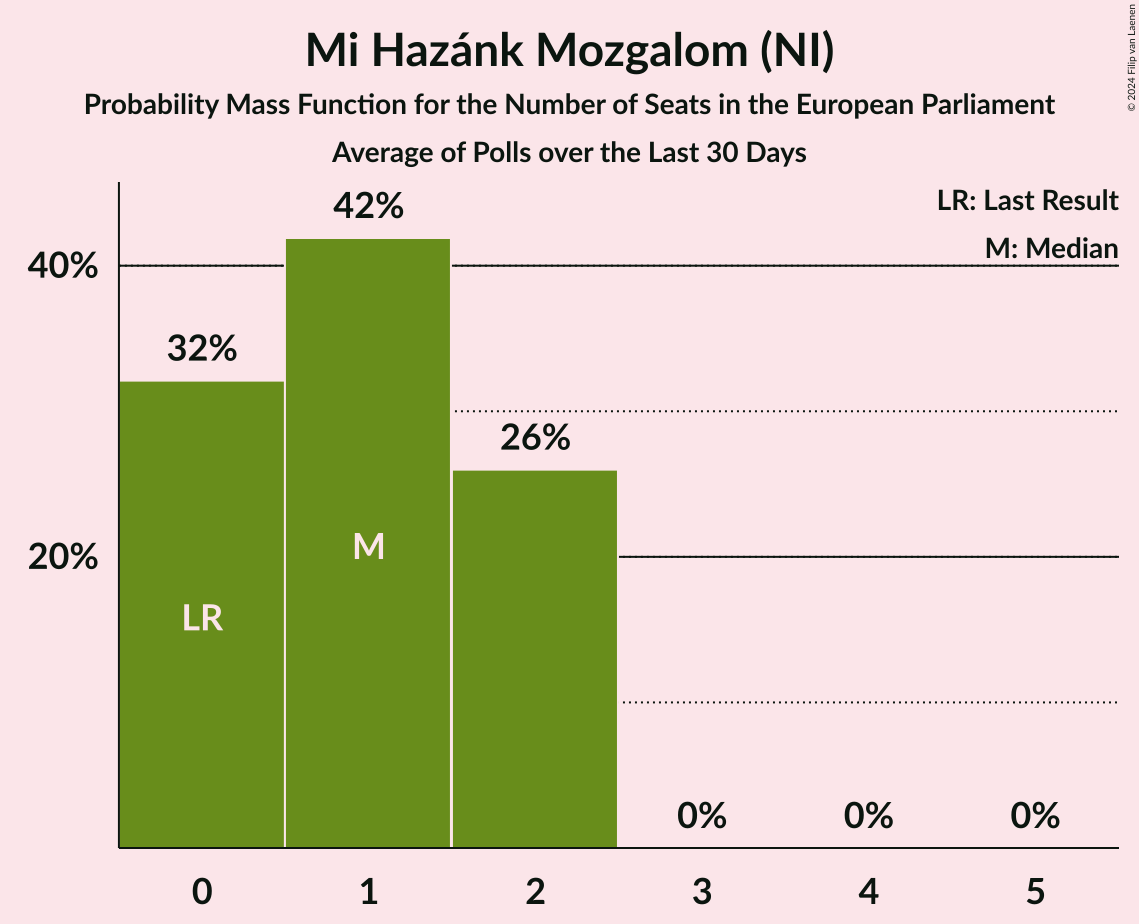 Mi Hazánk Mozgalom (NI)
Probability Mass Function for the Number of Seats in the European Parliament
Average of Polls over the Last 30 Days
© 2024 Filip van Laenen
LR: Last Result
M: Median
42%
40%
32%
26%
M
20%
LR
0% 0% 0%
0 1 2 3 4 5